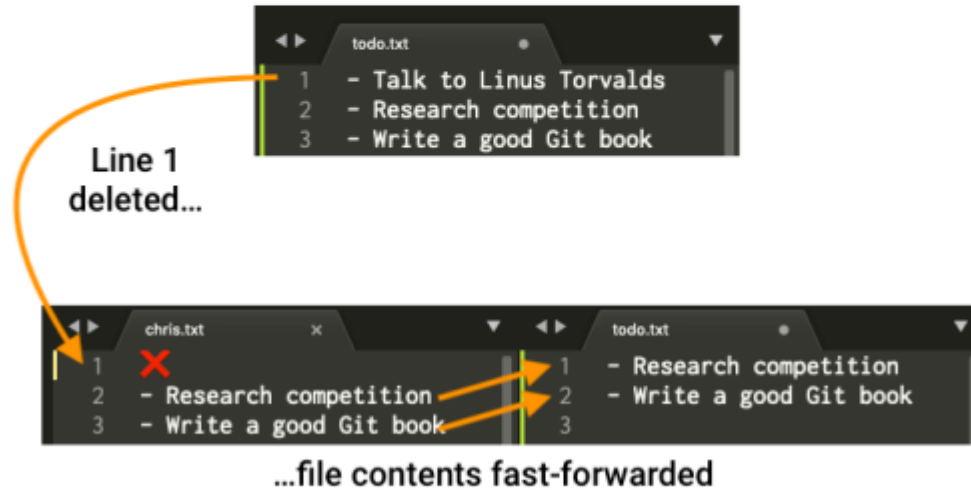 todo.txt
1 - Talk to Linus Torvalds
2 - Research competition
3 - Write a good Git book
Line 1
deleted…
chris.txt
1
2 - Research competition
3 - Write a good Git book
todo.txt
1 - Research competition
2 - Write a good Git book
3
…file contents fast-forwarded